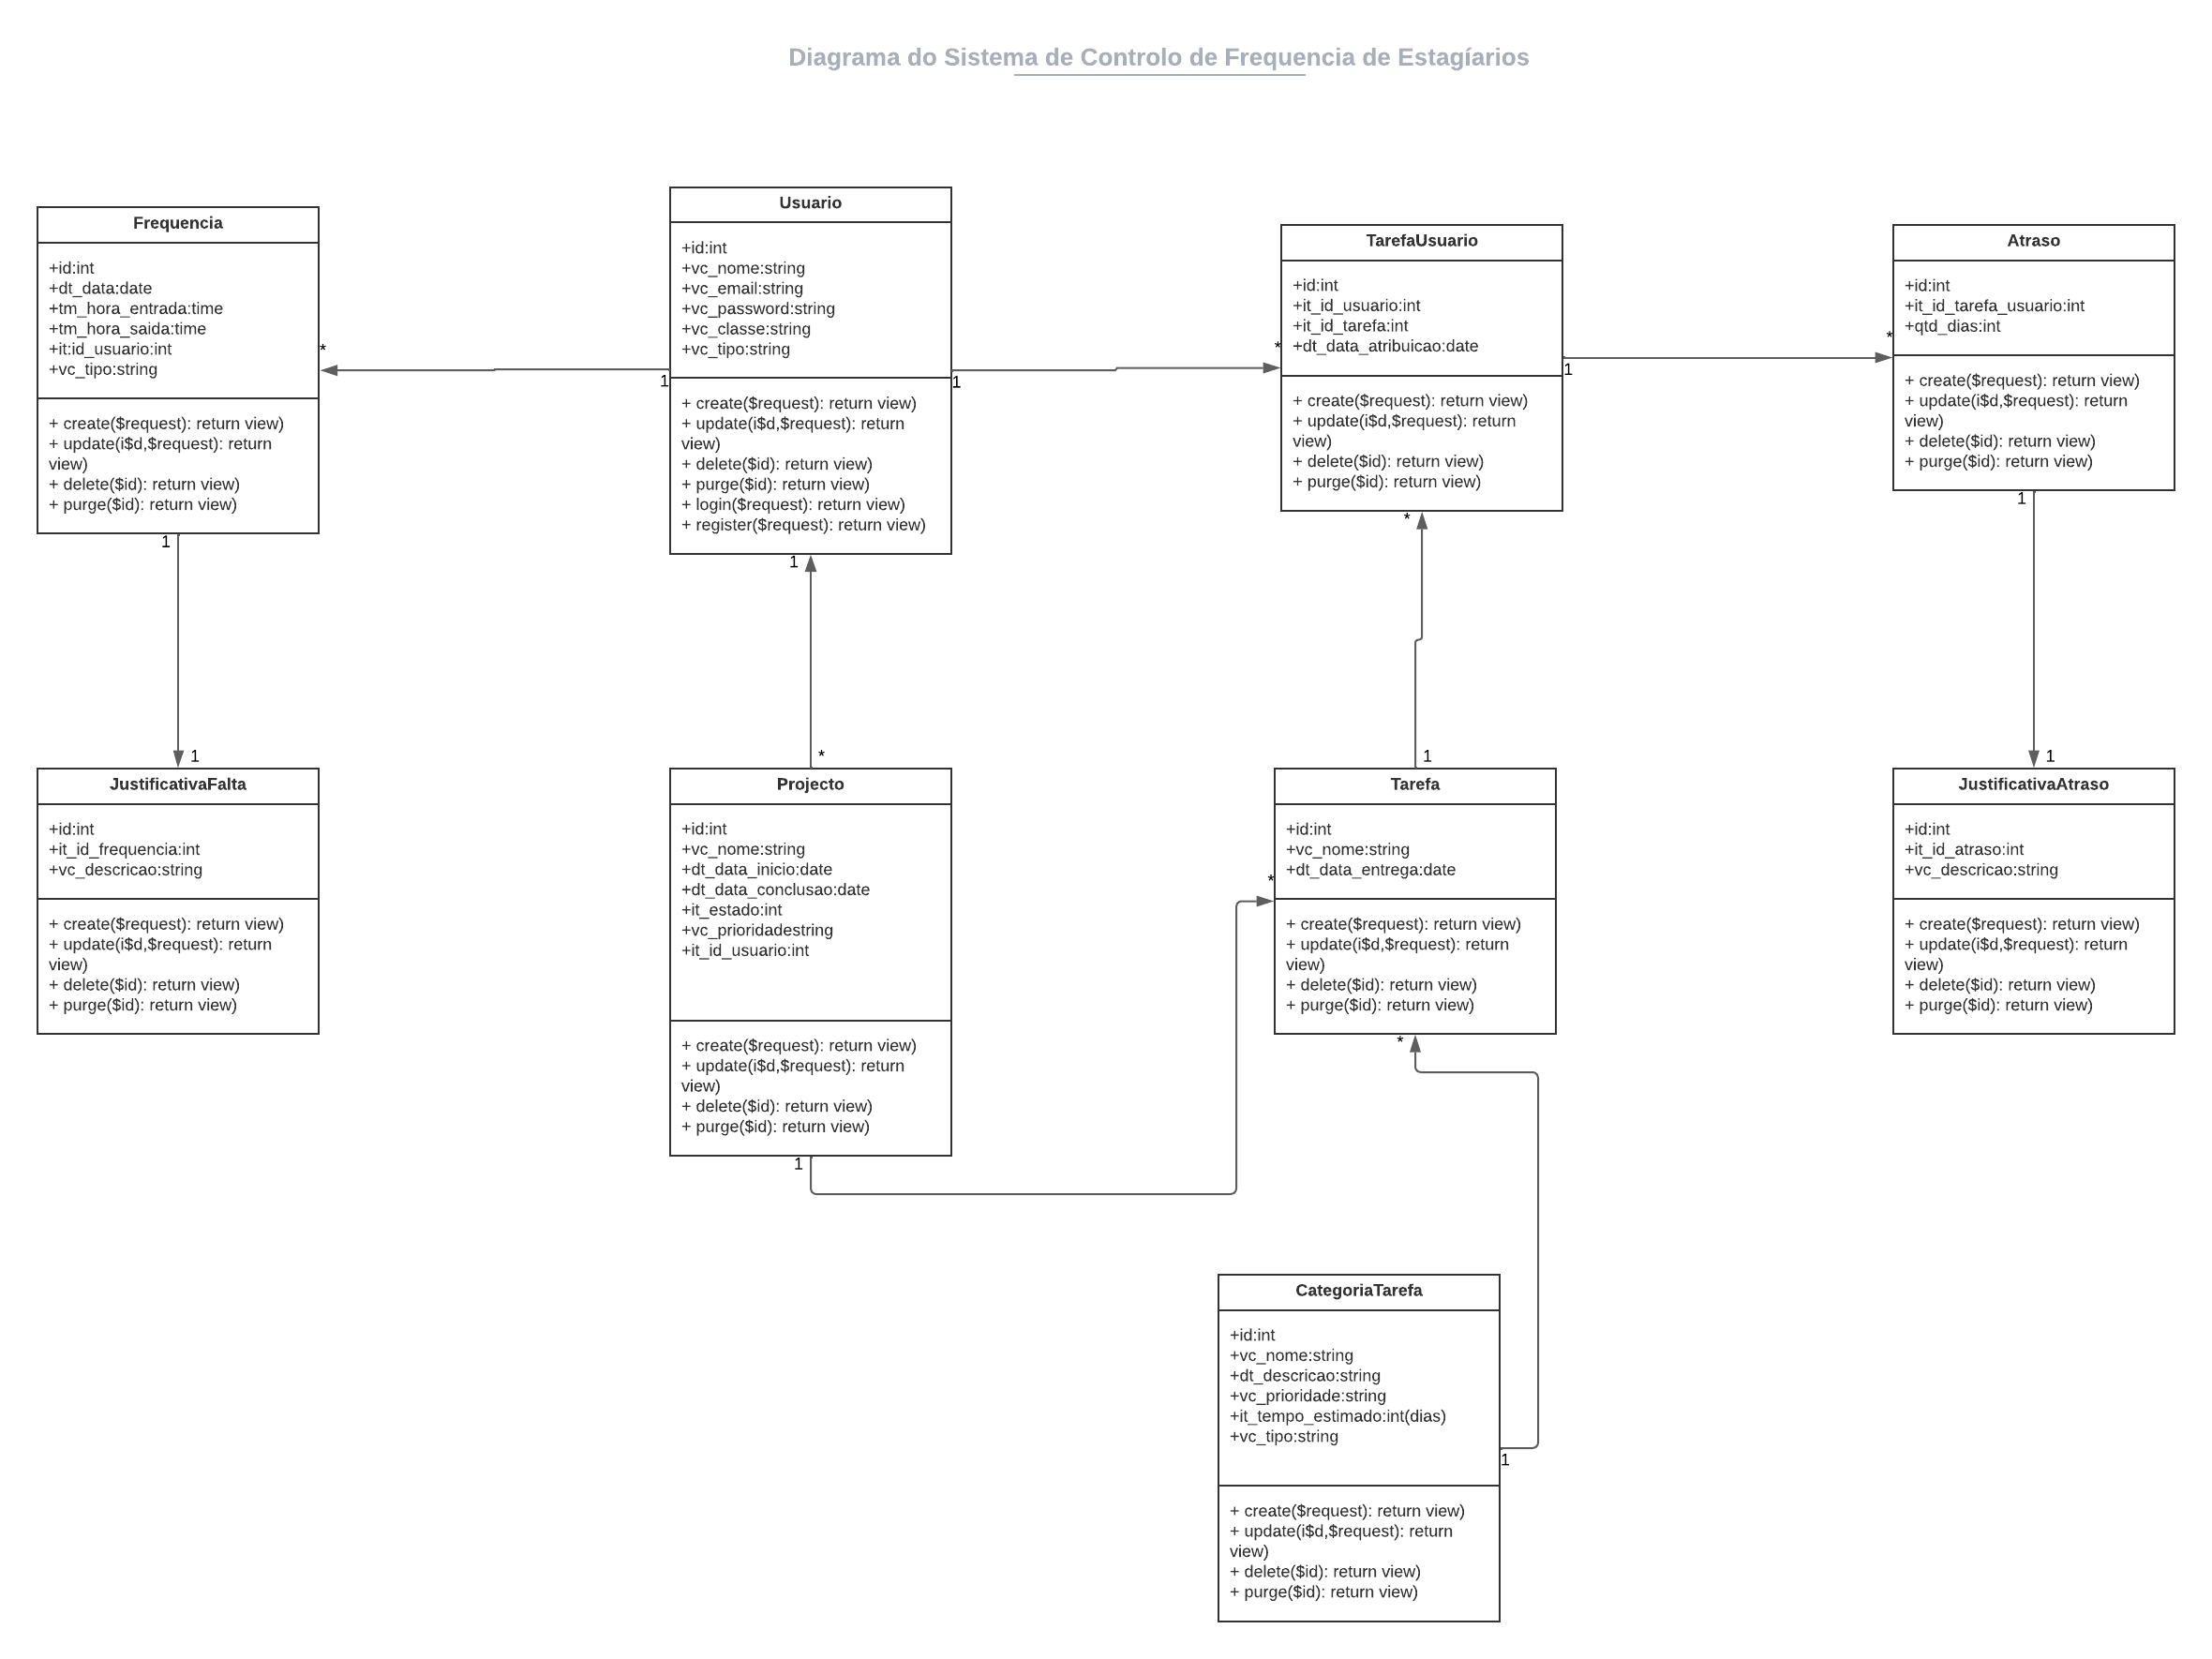 Diagrama do Sistema de Controlo de Frequencia de Estagíarios
Frequencia
+id:int
+dt_data:date
+tm_hora_entrada:time
+tm_hora_saida:time
+it:id_usuario:int
+vc_tipo:string
+ create($request): return view)
+ update(i$d,$request): return
view)
+ delete($id): return view)
+ purge($id): return view)
*
1
Usuario
+id:int
+vc_nome:string
+vc_email:string
+vc_password:string
+vc_classe:string
+vc_tipo:string
+ create($request): return view)
+ update(i$d,$request): return
view)
+ delete($id): return view)
+ purge($id): return view)
+ login($request): return view)
+ register($request): return view)
1
1
1
*
TarefaUsuario
+id:int
+it_id_usuario:int
+it_id_tarefa:int
+dt_data_atribuicao:date
+ create($request): return view)
+ update(i$d,$request): return
view)
+ delete($id): return view)
+ purge($id): return view)
1
*
*
Atraso
+id:int
+it_id_tarefa_usuario:int
+qtd_dias:int
+ create($request): return view)
+ update(i$d,$request): return
view)
+ delete($id): return view)
+ purge($id): return view)
1
1
JustificativaFalta
+id:int
+it_id_frequencia:int
+vc_descricao:string
+ create($request): return view)
+ update(i$d,$request): return
view)
+ delete($id): return view)
+ purge($id): return view)
*
Projecto
+id:int
+vc_nome:string
+dt_data_inicio:date
+dt_data_conclusao:date
+it_estado:int
+vc_prioridadestring
+it_id_usuario:int
+ create($request): return view)
+ update(i$d,$request): return
view)
+ delete($id): return view)
+ purge($id): return view)
1
1
*
Tarefa
+id:int
+vc_nome:string
+dt_data_entrega:date
+ create($request): return view)
+ update(i$d,$request): return
view)
+ delete($id): return view)
+ purge($id): return view)
*
1
JustificativaAtraso
+id:int
+it_id_atraso:int
+vc_descricao:string
+ create($request): return view)
+ update(i$d,$request): return
view)
+ delete($id): return view)
+ purge($id): return view)
CategoriaTarefa
+id:int
+vc_nome:string
+dt_descricao:string
+vc_prioridade:string
+it_tempo_estimado:int(dias)
+vc_tipo:string
1
+ create($request): return view)
+ update(i$d,$request): return
view)
+ delete($id): return view)
+ purge($id): return view)